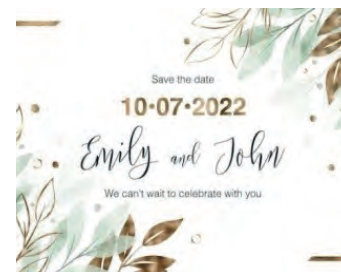 Save the date
10•07•2022
Emily and John
We can't wait to celebrate with you